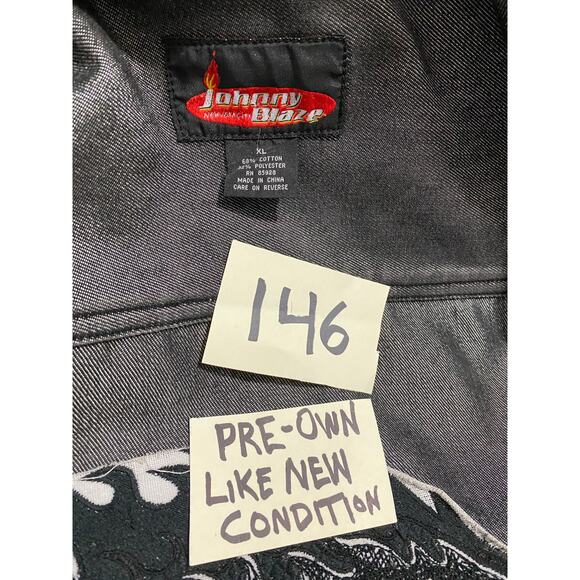 Johnny
NEW YORK CITY Blaze
XL
68% COTTON
32% POLYESTER
RN 85928
MADE IN CHINA
CARE ON REVERSE
146
PRE-OWN
LIKE NEW
CONDITION